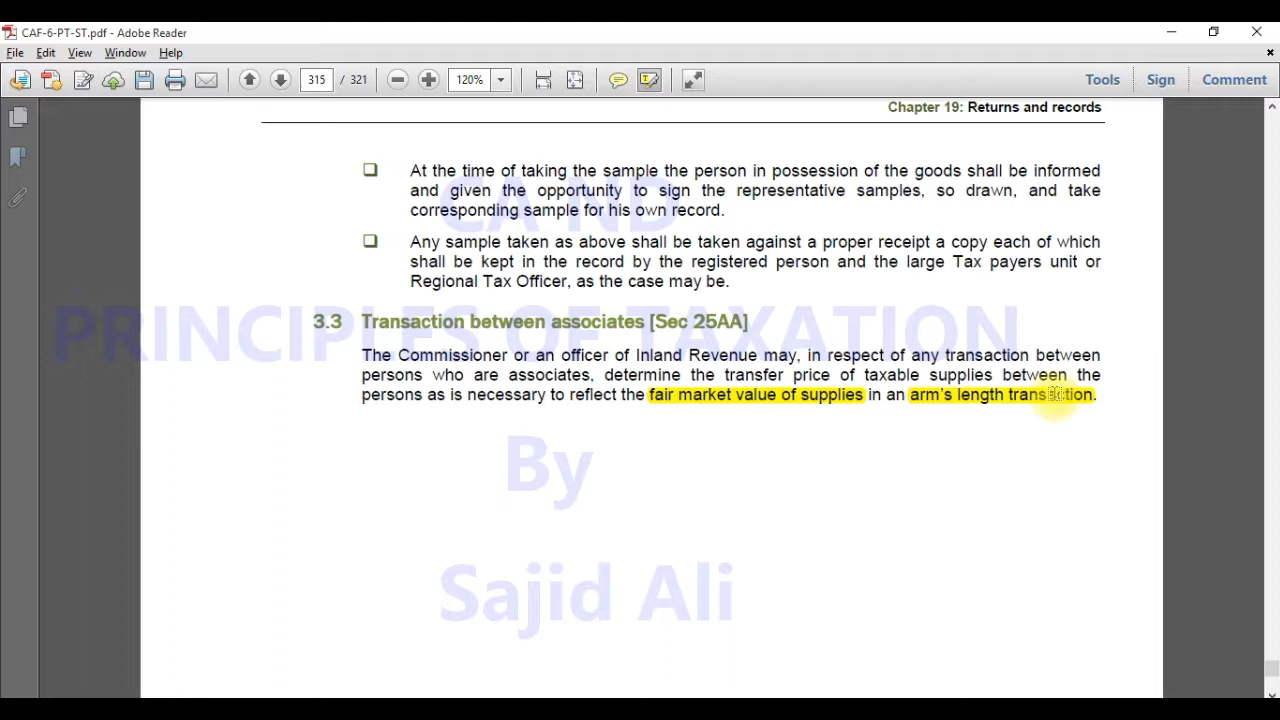 CAF-6-PT-ST.pdf - Adobe Reader
File Edit View Window Help
315 / 321 120% Tools Sign Comment
Chapter 19: Returns and records
At the time of taking the sample the person in possession of the goods shall be informed
and given the opportunity to sign the representative samples, so drawn, and take
corresponding sample for his own record.
Any sample taken as above shall be taken against a proper receipt a copy each of which
shall be kept in the record by the registered person and the large Tax payers unit or
Regional Tax Officer, as the case may be.
3.3 Transaction between associates [Sec 25AA]
The Commissioner or an officer of Inland Revenue may, in respect of any transaction between
persons who are associates, determine the transfer price of taxable supplies between the
persons as is necessary to reflect the fair market value of supplies in an arm's length transaction.
CA ND
PRINCIPLES OF TAXATION
By
Sajid Ali